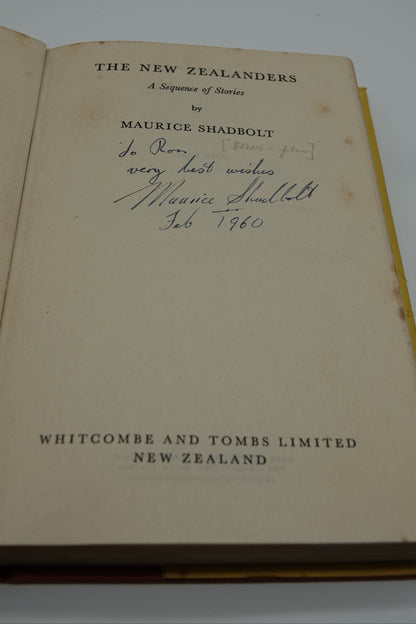 THE NEW ZEALANDERS
A Sequence of Stories
by
MAURICE SHADBOLT
To Ron
very best wishes
Maurice Shadbolt
Feb 1960
WHITCOMBE AND TOMBS LIMITED
NEW ZEALAND